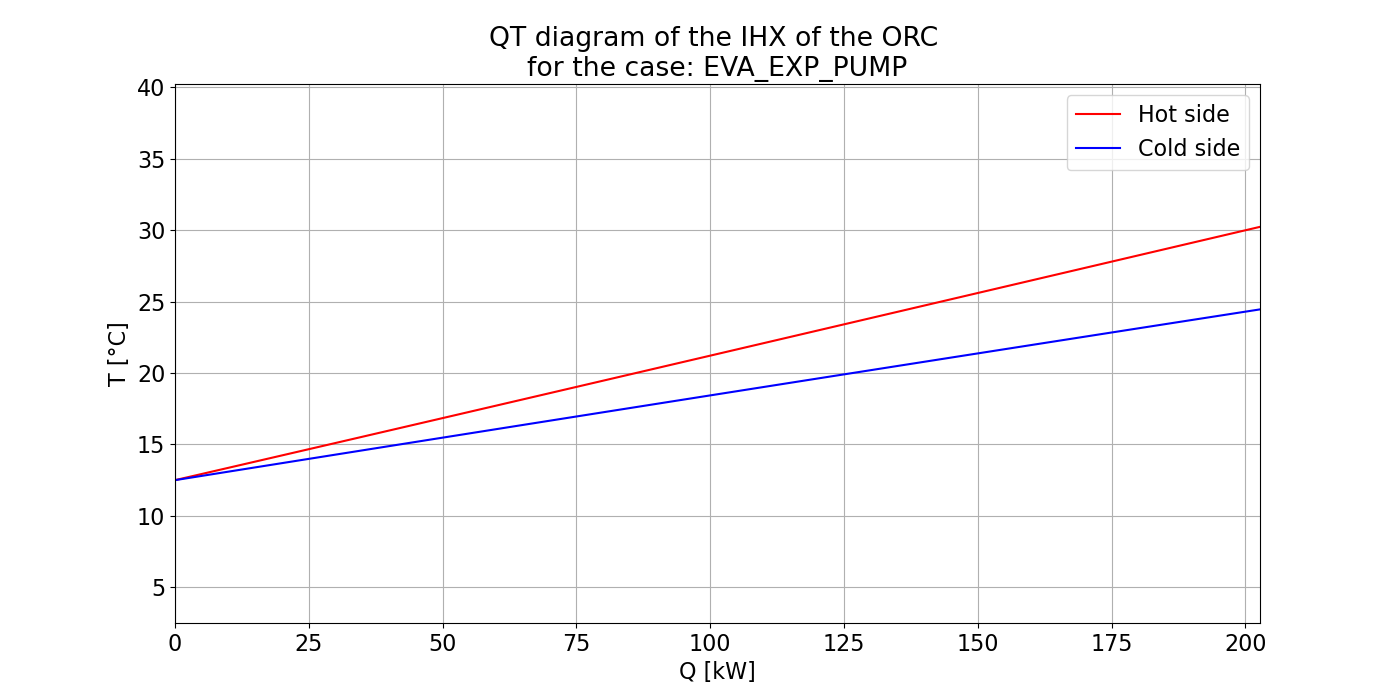 QT diagram of the IHX of the ORC
for the case: EVA_EXP_PUMP
40
35
30
25
20
15
10
5
T [°C]
Hot side
Cold side
0 25 50 75 100 125 150 175 200
Q [kW]